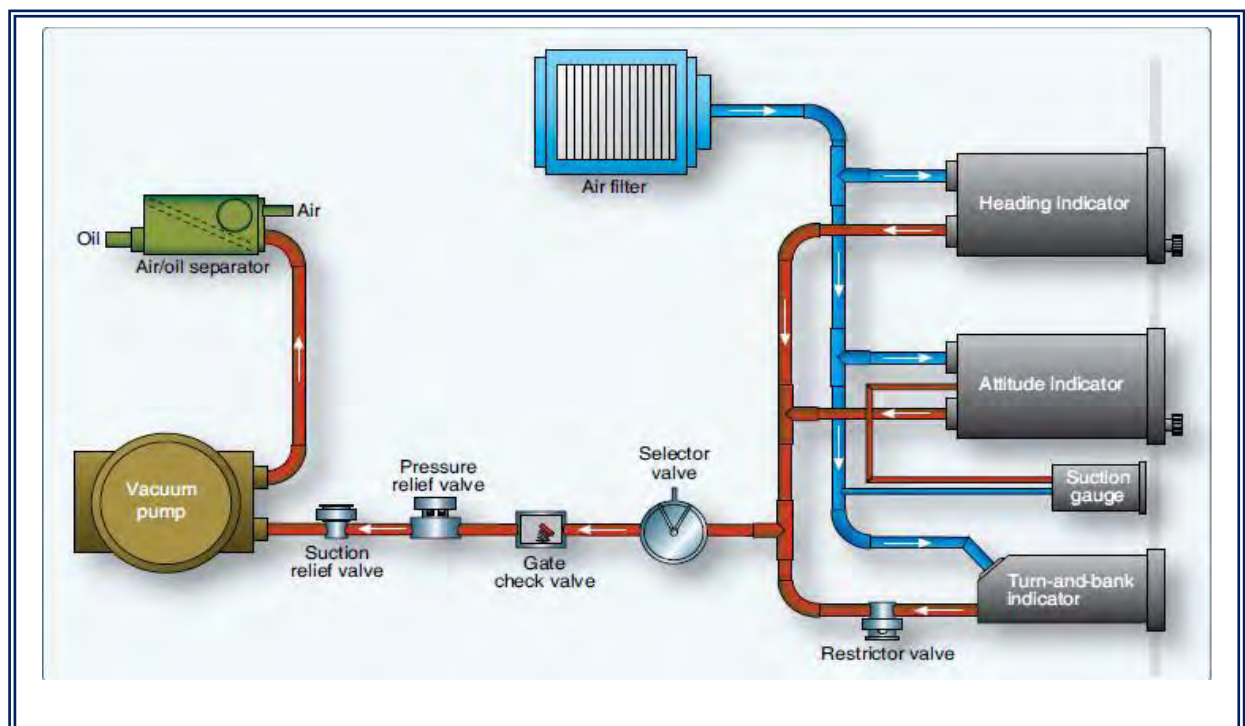 Air filter
Heading indicator
Air
Oil
Air/oil separator
Attitude indicator
Selector
valve
Pressure
relief valve
Suction
gauge
Vacuum
pump
Suction
relief valve
Gate
check valve
Turn-and-bank
indicator
Restrictor valve